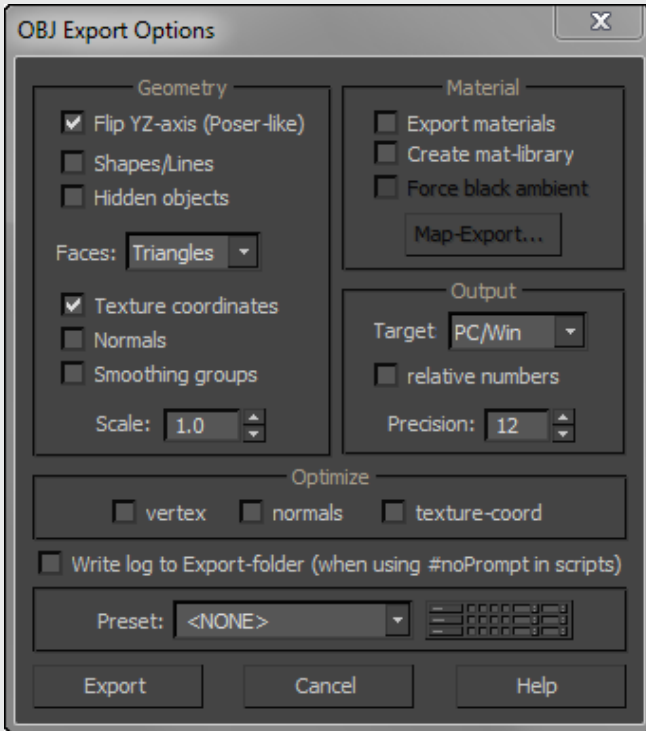 OBJ Export Options
Geometry
Flip YZ-axis (Poser-like)
Shapes/Lines
Hidden objects
Faces: Triangles
Texture coordinates
Normals
Smoothing groups
Scale: 1.0
Material
Export materials
Create mat-library
Force black ambient
Map-Export...
Output
Target PC/Win
relative numbers
Precision: 12
Optimize
vertex normals texture-coord
Write log to Export-folder (when using #noPrompt in scripts)
Preset: <NONE>
Export Cancel Help